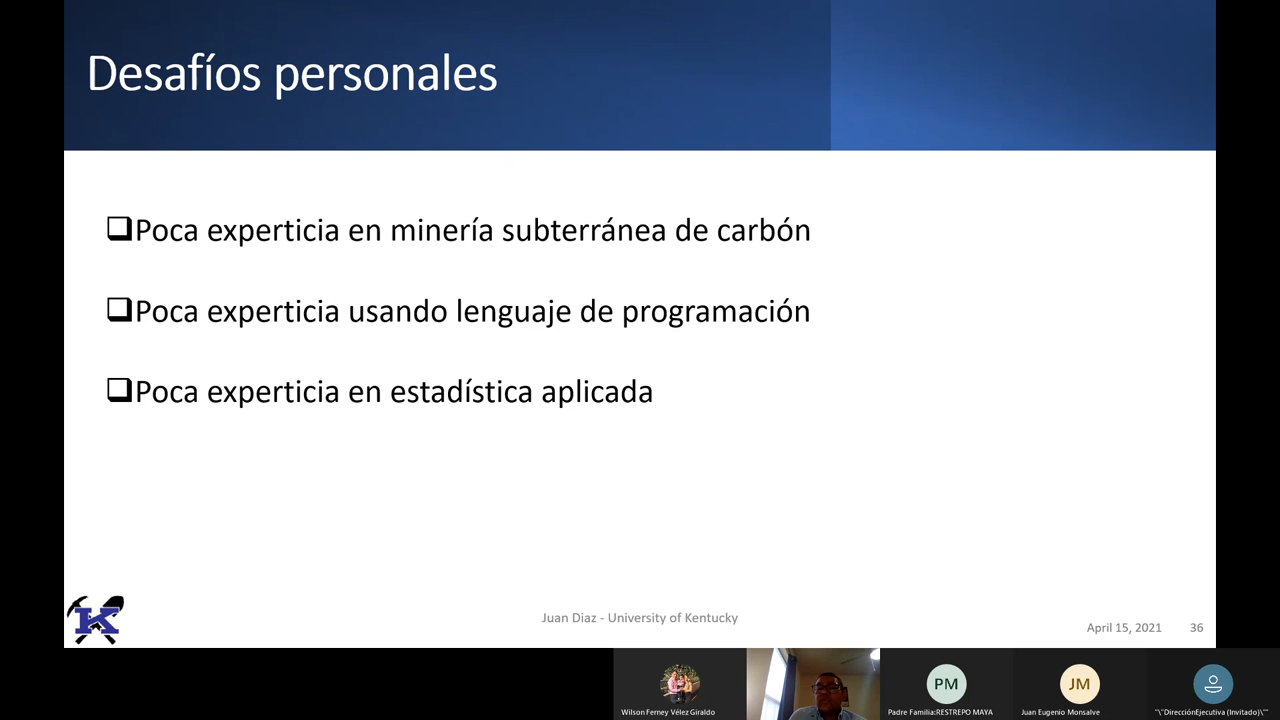 Desafíos personales
Poca experticia en minería subterránea de carbón
Poca experticia usando lenguaje de programación
Poca experticia en estadística aplicada
K
Juan Diaz - University of Kentucky
April 15, 2021 36
PM
JM
Wilson Ferney Vélez Giraldo
Padre Familia:RESTREPO MAYA
Juan Eugenio Monsalve
"\"DirecciónEjecutiva (Invitado)\""